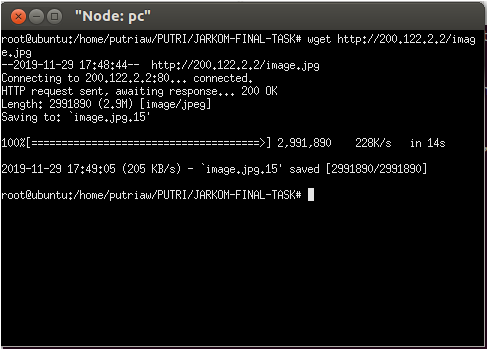 "Node: pc"
root@ubuntu:/home/putriaw/PUTRI/JARKOM-FINAL-TASK# wget http://200.122.2.2/imag
e.jpg
--2019-11-29 17:48:44--  http://200.122.2.2/image.jpg
Connecting to 200.122.2.2:80... connected.
HTTP request sent, awaiting response... 200 OK
Length: 2991890 (2.9M) [image/jpeg]
Saving to: `image.jpg.15'
100%[======================================>] 2,991,890    228K/s   in 14s
2019-11-29 17:49:05 (205 KB/s) - `image.jpg.15' saved [2991890/2991890]
root@ubuntu:/home/putriaw/PUTRI/JARKOM-FINAL-TASK#